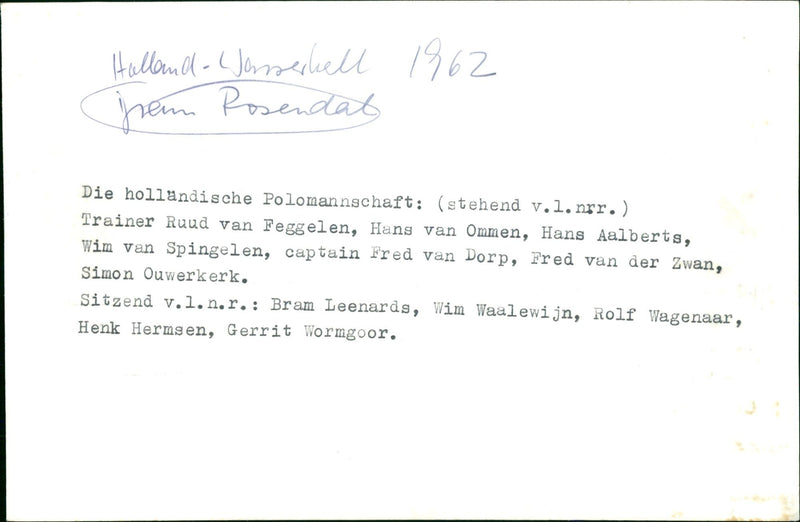 Holland - Wasserball 1962
Rosendal
Die holländische Polomannschaft: (stehend v.l.nrr.)
Trainer Ruud van Feggelen, Hans van Ommen, Hans Aalberts,
Wim van Spingelen, captain Fred van Dorp, Fred van der Zwan,
Simon Ouwerkerk.
Sitzend v.l.n.r.: Bram Leenards, Wim Waalewijn, Rolf Wagenaar,
Henk Hermsen, Gerrit Wormgoor.